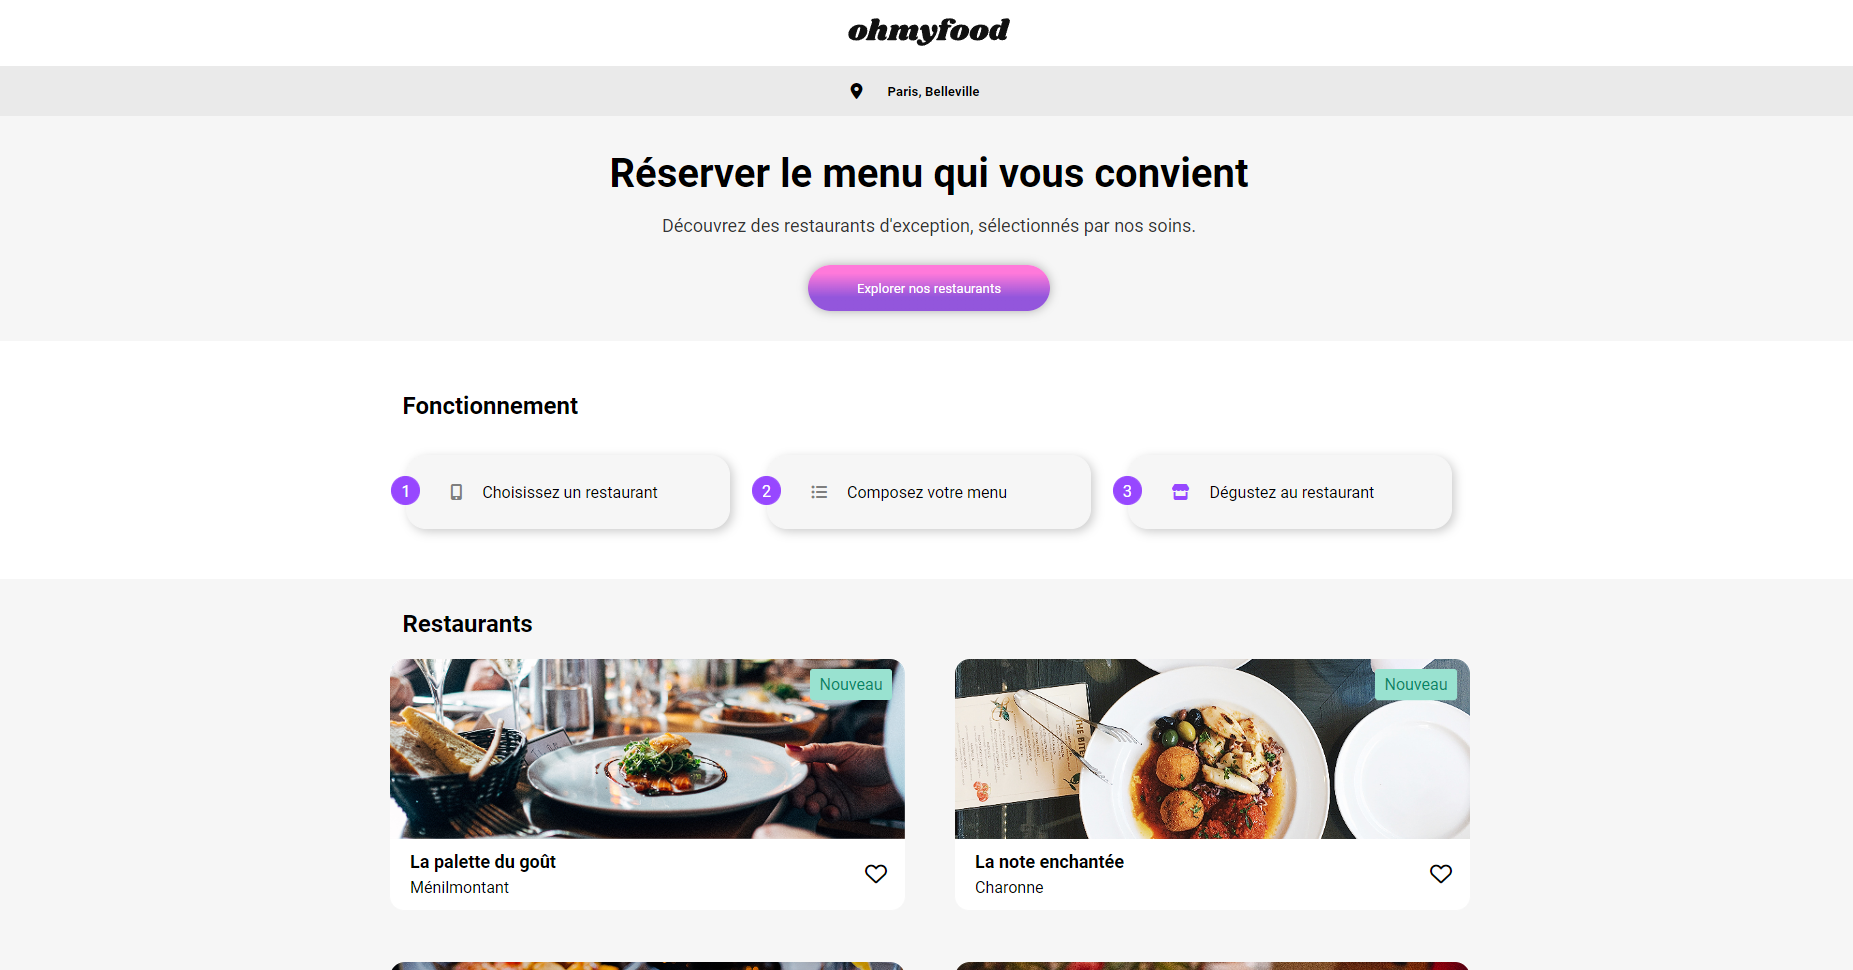 ohmyfood
Paris, Belleville
Réserver le menu qui vous convient
Découvrez des restaurants d'exception, sélectionnés par nos soins.
Explorer nos restaurants
Fonctionnement
1 Choisissez un restaurant
2 Composez votre menu
3 Dégustez au restaurant
Restaurants
Nouveau
La palette du goût
Ménilmontant
Nouveau
La note enchantée
Charonne